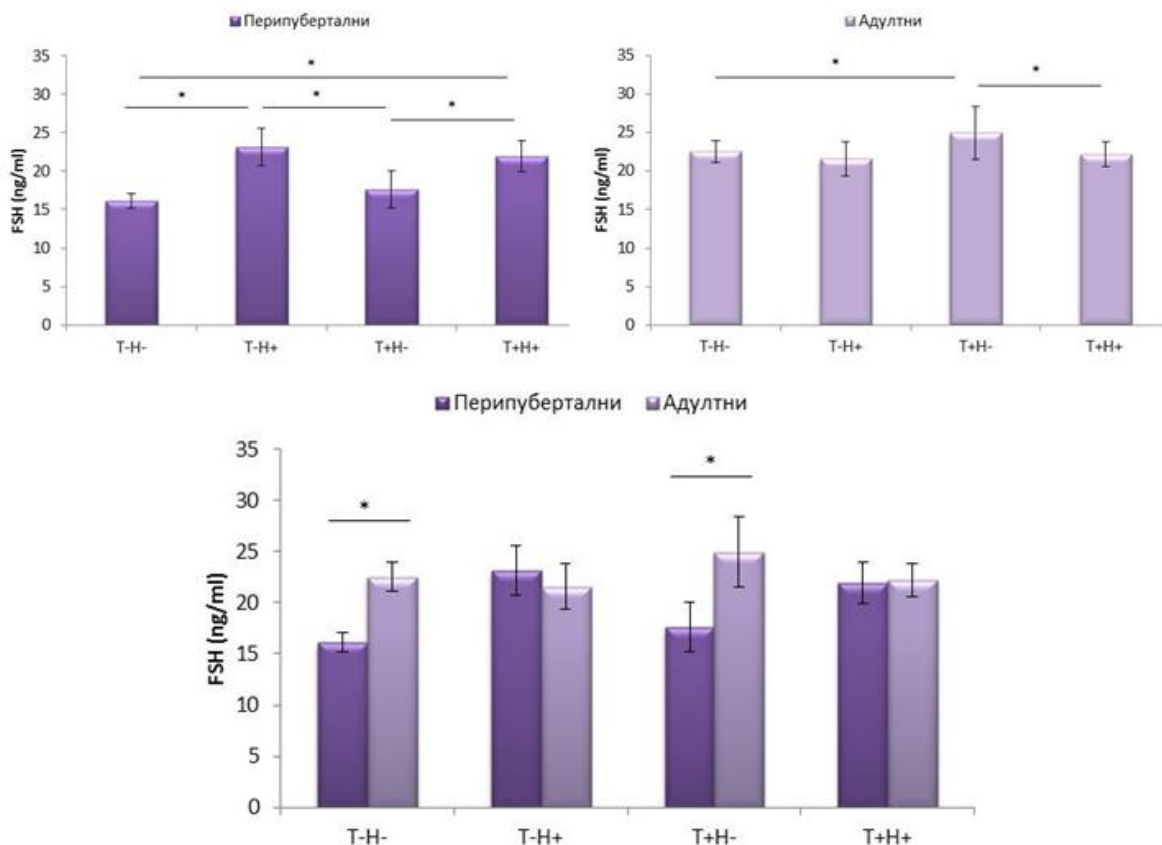 Перипубертални
FSH (ng/ml)
35
30
25
20
15
10
5
0
*
*
*
*
T-H-
T-H+
T+H-
T+H+
Адултни
FSH (ng/ml)
35
30
25
20
15
10
5
0
*
*
T-H-
T-H+
T+H-
T+H+
Перипубертални Адултни
FSH (ng/ml)
35
30
25
20
15
10
5
0
*
*
T-H-
T-H+
T+H-
T+H+